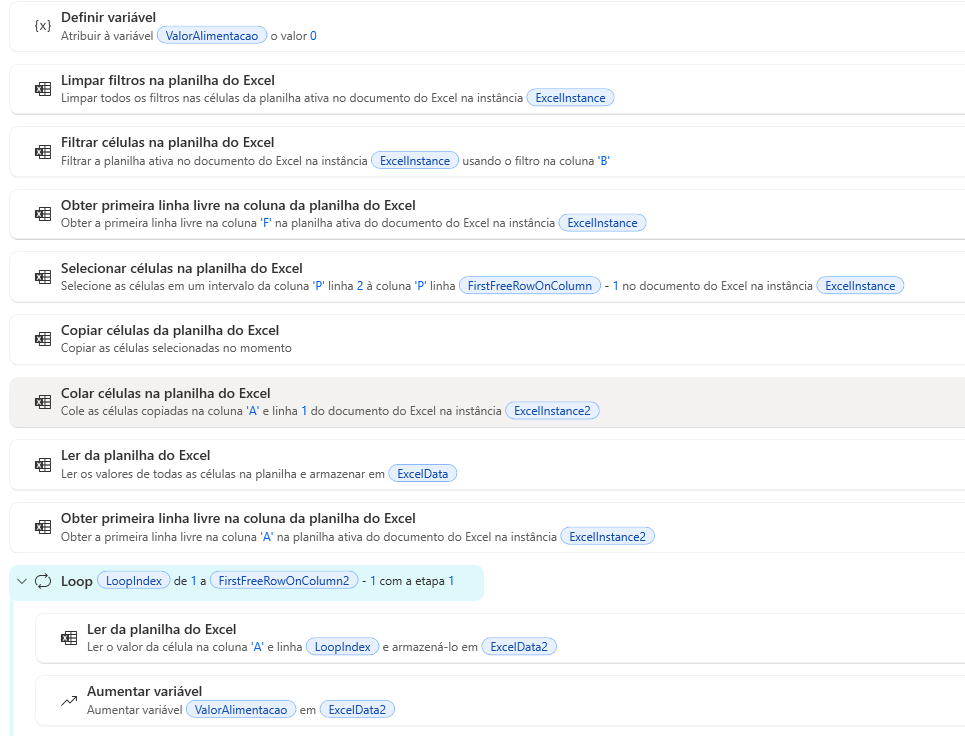 {x} Definir variável
Atribuir à variável ValorAlimentacao o valor 0
Limpar filtros na planilha do Excel
Limpar todos os filtros nas células da planilha ativa no documento do Excel na instância ExcelInstance
Filtrar células na planilha do Excel
Filtrar a planilha ativa no documento do Excel na instância ExcelInstance usando o filtro na coluna 'B'
Obter primeira linha livre na coluna da planilha do Excel
Obter a primeira linha livre na coluna 'F' na planilha ativa do documento do Excel na instância ExcelInstance
Selecionar células na planilha do Excel
Selecione as células em um intervalo da coluna 'P' linha 2 à coluna 'P' linha FirstFreeRowOnColumn - 1 no documento do Excel na instância ExcelInstance
Copiar células da planilha do Excel
Copiar as células selecionadas no momento
Colar células na planilha do Excel
Cole as células copiadas na coluna 'A' e linha 1 do documento do Excel na instância ExcelInstance2
Ler da planilha do Excel
Ler os valores de todas as células na planilha e armazenar em ExcelData
Obter primeira linha livre na coluna da planilha do Excel
Obter a primeira linha livre na coluna 'A' na planilha ativa do documento do Excel na instância ExcelInstance2
Loop LoopIndex de 1 a FirstFreeRowOnColumn2 - 1 com a etapa 1
Ler da planilha do Excel
Ler o valor da célula na coluna 'A' e linha LoopIndex e armazená-lo em ExcelData2
Aumentar variável
Aumentar variável ValorAlimentacao em ExcelData2